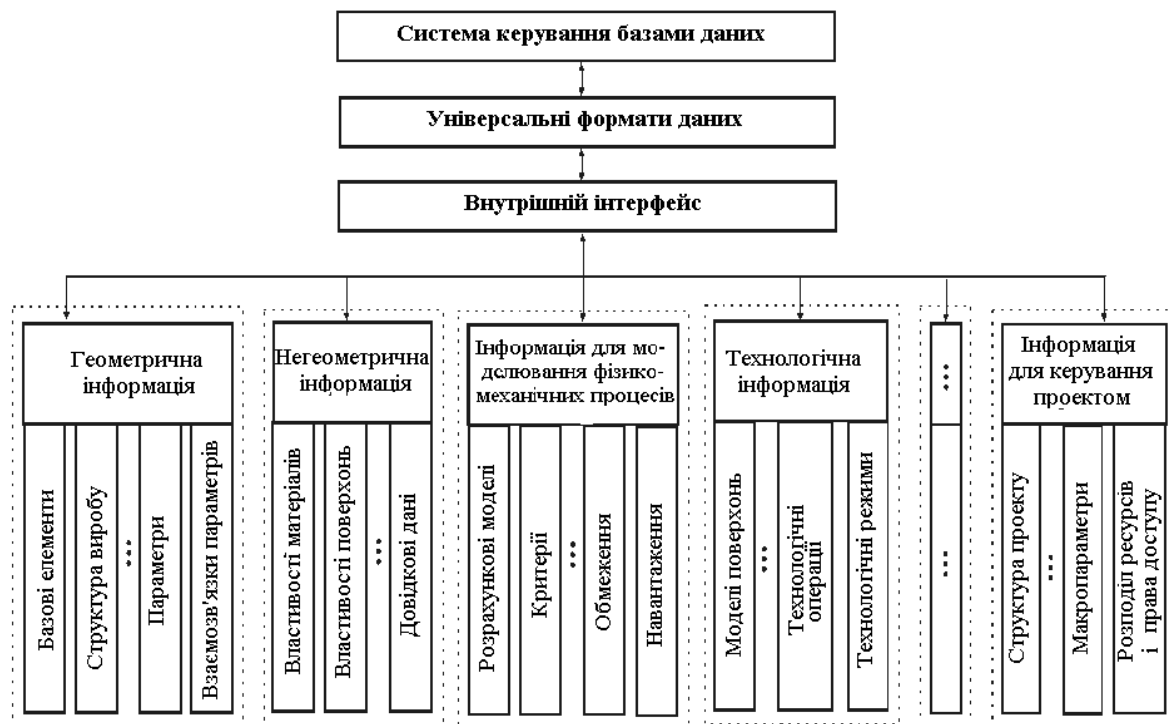 Система керування базами даних
Універсальні формати даних
Внутрішній інтерфейс
Геометрична
інформація
Базові елементи
Структура виробу
...
Параметри
Взаємозв'язки параметрів
Негеометрична
інформація
Властивості матеріалів
Властивості поверхонь
...
Довідкові дані
Інформація для мо-
делювання фізико-
механічних процесів
Розрахункові моделі
Критерії
...
Обмеження
Навантаження
Технологічна
інформація
Моделі поверхонь
...
Технологічні
операції
Технологічні режими
...
...
Інформація
для керування
проектом
Структура проекту
...
Макропараметри
Розподіл ресурсів
і права доступу